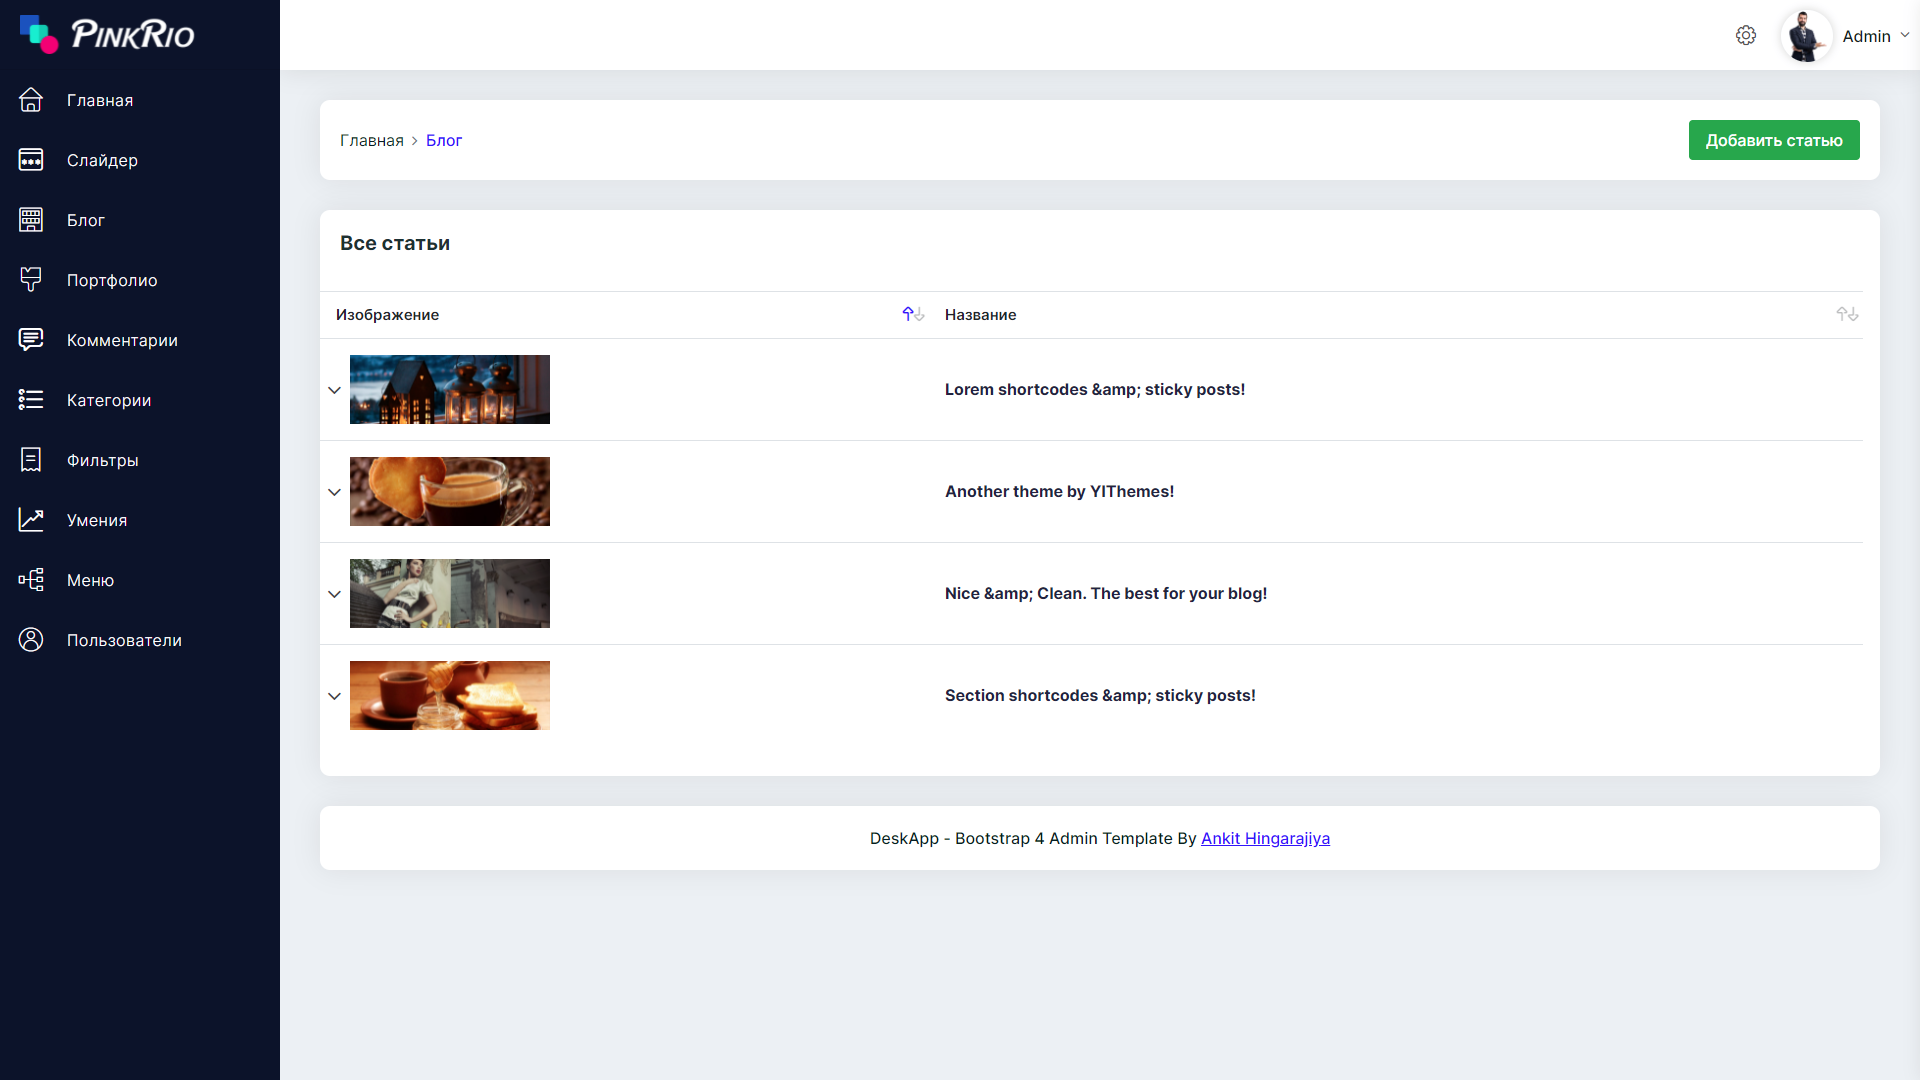 PINKRIO
Admin
Главная
Слайдер
Блог
Портфолио
Комментарии
Категории
Фильтры
Умения
Меню
Пользователи
Главная > Блог
Добавить статью
Все статьи
Изображение Название
Lorem shortcodes &amp; sticky posts!
Another theme by YIThemes!
Nice &amp; Clean. The best for your blog!
Section shortcodes &amp; sticky posts!
DeskApp - Bootstrap 4 Admin Template By Ankit Hingarajiya